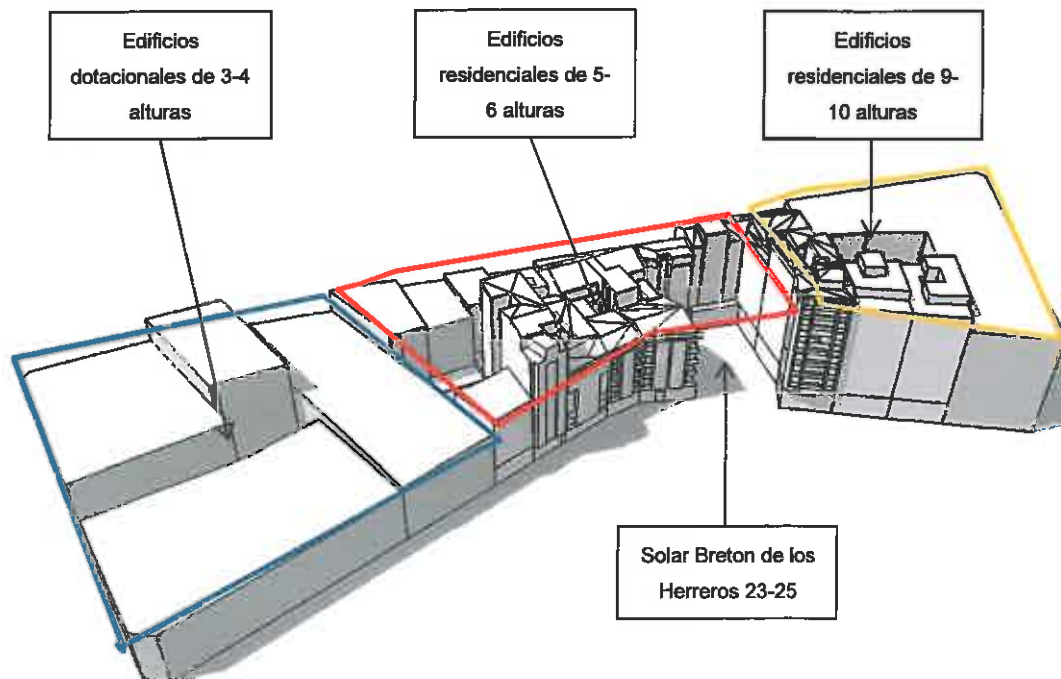 Edificios
dotacionales de 3-4
alturas
Edificios
residenciales de 5-
6 alturas
Edificios
residenciales de 9-
10 alturas
Solar Breton de los
Herreros 23-25